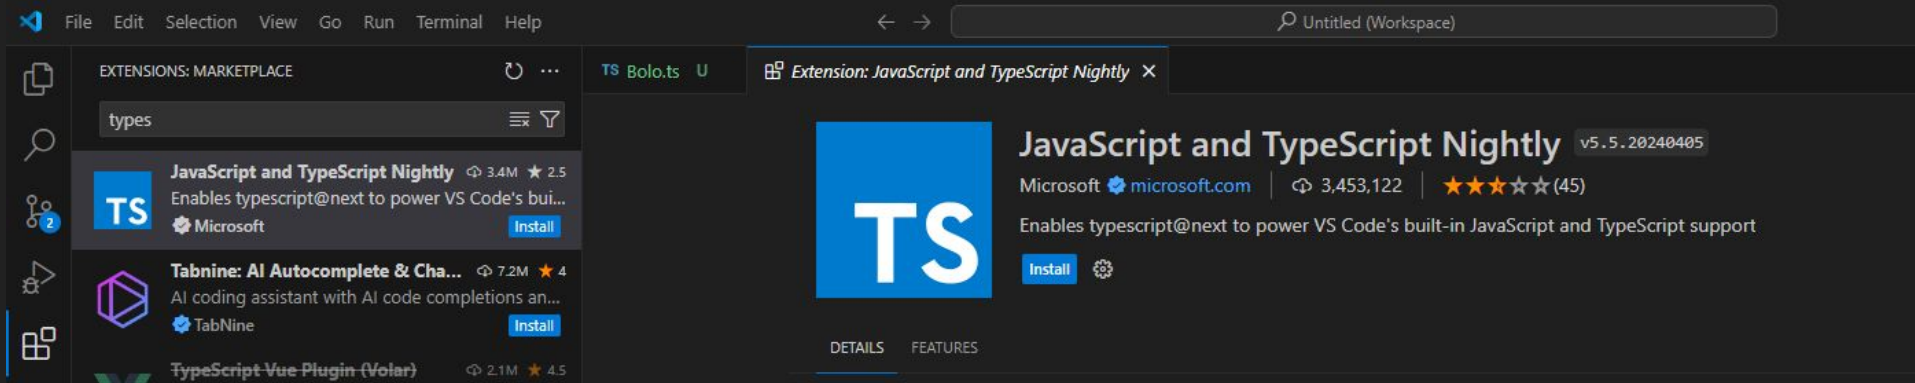 File Edit Selection View Go Run Terminal Help
Untitled (Workspace)
EXTENSIONS: MARKETPLACE
types
TS
JavaScript and TypeScript Nightly 3.4M 2.5
Enables typescript@next to power VS Code's bui...
Microsoft Install
Tabnine: AI Autocomplete & Cha... 7.2M 4
AI coding assistant with AI code completions an...
TabNine Install
TypeScript Vue Plugin (Volar) 2.1M 4.5
2
TS Bolo.ts U
Extension: JavaScript and TypeScript Nightly
TS
JavaScript and TypeScript Nightly v5.5.20240405
Microsoft microsoft.com 3,453,122 (45)
Enables typescript@next to power VS Code's built-in JavaScript and TypeScript support
Install
DETAILS FEATURES